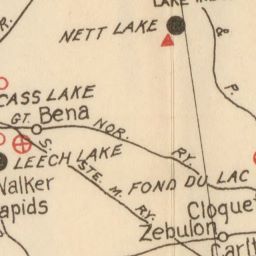 R.
LAKE
NETT LAKE
&
P.
CASS LAKE
Bena
GT.
NOR.
RY.
S. STE. M. RY.
LEECH LAKE
Walker
FOND DU LAC
apids
Cloque
Zebulon
Carlt